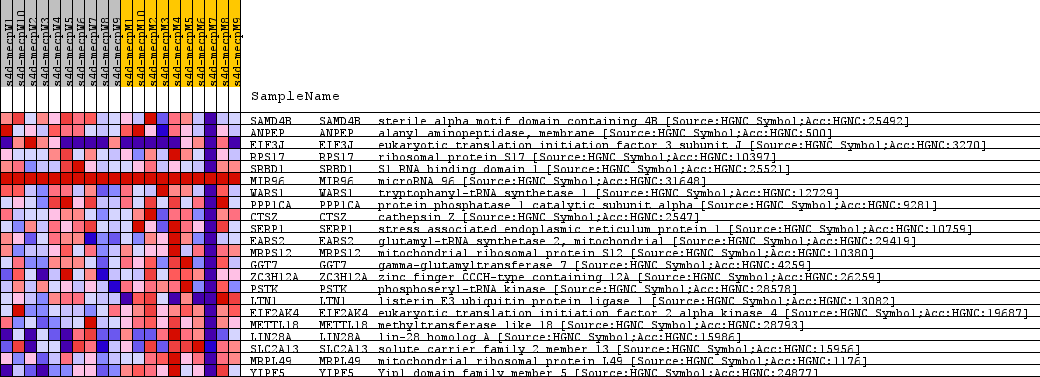 s4d-mecpW1 s4d-mecpW10 s4d-mecpW2 s4d-mecpW3 s4d-mecpW4 s4d-mecpW5 s4d-mecpW6 s4d-mecpW7 s4d-mecpW8 s4d-mecpW9 s4d-mecpM1 s4d-mecpM10 s4d-mecpM2 s4d-mecpM3 s4d-mecpM4 s4d-mecpM5 s4d-mecpM6 s4d-mecpM7 s4d-mecpM8 s4d-mecpM9
SampleName
SAMD4B SAMD4B sterile alpha motif domain containing 4B [Source:HGNC Symbol;Acc:HGNC:25492]
ANPEP ANPEP alanyl aminopeptidase, membrane [Source:HGNC Symbol;Acc:HGNC:500]
EIF3J EIF3J eukaryotic translation initiation factor 3 subunit J [Source:HGNC Symbol;Acc:HGNC:3270]
RPS17 RPS17 ribosomal protein S17 [Source:HGNC Symbol;Acc:HGNC:10397]
SRBD1 SRBD1 S1 RNA binding domain 1 [Source:HGNC Symbol;Acc:HGNC:25521]
MIR96 MIR96 microRNA 96 [Source:HGNC Symbol;Acc:HGNC:31648]
WARS1 WARS1 tryptophanyl-tRNA synthetase 1 [Source:HGNC Symbol;Acc:HGNC:12729]
PPP1CA PPP1CA protein phosphatase 1 catalytic subunit alpha [Source:HGNC Symbol;Acc:HGNC:9281]
CTSZ CTSZ cathepsin Z [Source:HGNC Symbol;Acc:HGNC:2547]
SERP1 SERP1 stress associated endoplasmic reticulum protein 1 [Source:HGNC Symbol;Acc:HGNC:10759]
EARS2 EARS2 glutamyl-tRNA synthetase 2, mitochondrial [Source:HGNC Symbol;Acc:HGNC:29419]
MRPS12 MRPS12 mitochondrial ribosomal protein S12 [Source:HGNC Symbol;Acc:HGNC:10380]
GGT7 GGT7 gamma-glutamyltransferase 7 [Source:HGNC Symbol;Acc:HGNC:4259]
ZC3H12A ZC3H12A zinc finger CCCH-type containing 12A [Source:HGNC Symbol;Acc:HGNC:26259]
PSTK PSTK phosphoseryl-tRNA kinase [Source:HGNC Symbol;Acc:HGNC:28578]
LTN1 LTN1 listerin E3 ubiquitin protein ligase 1 [Source:HGNC Symbol;Acc:HGNC:13082]
EIF2AK4 EIF2AK4 eukaryotic translation initiation factor 2 alpha kinase 4 [Source:HGNC Symbol;Acc:HGNC:19687]
METTL18 METTL18 methyltransferase like 18 [Source:HGNC Symbol;Acc:HGNC:28793]
LIN28A LIN28A lin-28 homolog A [Source:HGNC Symbol;Acc:HGNC:15986]
SLC2A13 SLC2A13 solute carrier family 2 member 13 [Source:HGNC Symbol;Acc:HGNC:15956]
MRPL49 MRPL49 mitochondrial ribosomal protein L49 [Source:HGNC Symbol;Acc:HGNC:1176]
YIPF5 YIPF5 Yip1 domain family member 5 [Source:HGNC Symbol;Acc:HGNC:24877]